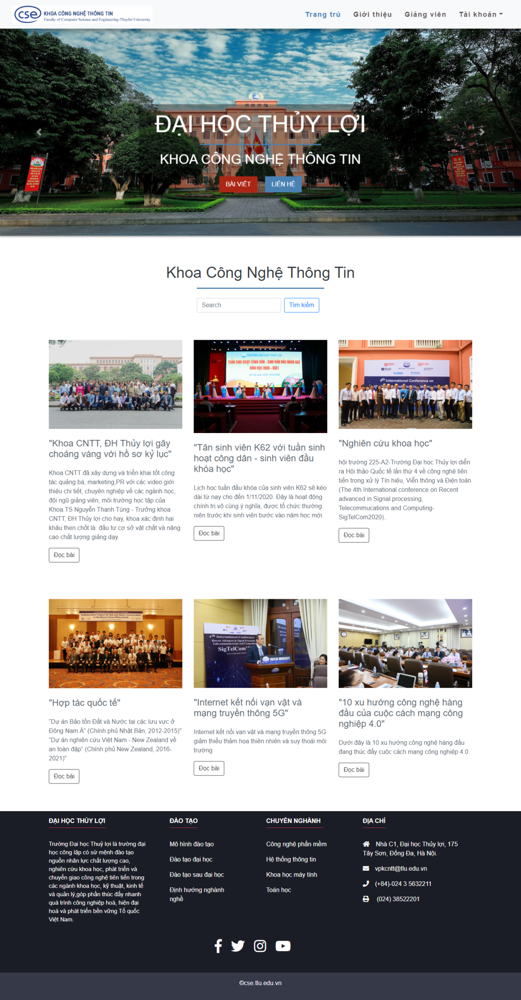 cse KHOA CÔNG NGHỆ THÔNG TIN
Faculty of Computer Science and Engineering-Thuyloi University
Trang trủ
Giới thiệu
Giảng viên
Tài khoản
ĐẠI HỌC THỦY LỢI
KHOA CÔNG NGHỆ THÔNG TIN
BÀI VIẾT
LIÊN HỆ
Khoa Công Nghệ Thông Tin
Search
Tìm kiếm
TRƯỜNG ĐẠI HỌC THỦY LỢI
TUẦN SINH HOẠT CÔNG DÂN - SINH VIÊN ĐẦU KHÓA K62
NĂM HỌC 2020 - 2021
4th International Conference on
"Khoa CNTT, ĐH Thủy lợi gây
choáng váng với hồ sơ kỷ lục"
Khoa CNTT đã xây dựng và triển khai tốt công
tác quảng bá, marketing,PR với các video giới
thiệu chi tiết, chuyên nghiệp về các ngành học,
đội ngũ giảng viên, môi trường học tập của
Khoa.TS Nguyễn Thanh Tùng - Trưởng khoa
CNTT, ĐH Thủy lợi cho hay, khoa xác định hai
khâu then chốt là: đầu tư cơ sở vật chất và nâng
cao chất lượng giảng dạy.
Đọc bài
"Tân sinh viên K62 với tuần sinh
hoạt công dân - sinh viên đầu
khóa học"
Lịch học tuần đầu khóa của sinh viên K62 sẽ kéo
dài từ nay cho đến 1/11/2020. Đây là hoạt động
chính trị vô cùng ý nghĩa, được tổ chức thường
niên trước khi sinh viên bước vào năm học mới.
Đọc bài
"Nghiên cứu khoa học"
hội trường 225-A2-Trường Đại học Thủy lợi diễn
ra Hội thảo Quốc tế lần thứ 4 về công nghệ tiên
tiến trong xử lý Tín hiệu, Viễn thông và Điện toán
(The 4th International conference on Recent
advanced in Signal processing,
Telecommucations and Computing-
SigTelCom2020)..
Đọc bài
Collaborative Project for Soil and Water Conservation
in Southeast Asian Watersheds
4th International Conference
Recent Advances in Signal Processing
Telecommunications and Computing
SigTelCom
THUYLOI UNIVERSITY
"Hợp tác quốc tế"
“Dự án Bảo tồn Đất và Nước tại các lưu vực ở
Đông Nam Á” (Chính phủ Nhật Bản, 2012-2015)"
“Dự án nghiên cứu Việt Nam - New Zealand về
an toàn đập” (Chính phủ New Zealand, 2016-
2021)"
Đọc bài
"Internet kết nối vạn vật và
mạng truyền thông 5G"
Internet kết nối vạn vật và mạng truyền thông 5G
giảm thiểu thảm họa thiên nhiên và suy thoái môi
trường
Đọc bài
"10 xu hướng công nghệ hàng
đầu của cuộc cách mạng công
nghiệp 4.0"
Dưới đây là 10 xu hướng công nghệ hàng đầu
đang thúc đẩy cuộc cách mạng công nghiệp 4.0.
Đọc bài
ĐẠI HỌC THỦY LỢI
Trường Đại học Thuỷ lợi là trường đại
học công lập có sứ mệnh đào tạo
nguồn nhân lực chất lượng cao,
nghiên cứu khoa học, phát triển và
chuyển giao công nghệ tiên tiến trong
các ngành khoa học, kỹ thuật, kinh tế
và quản lý,góp phần thúc đẩy nhanh
quá trình công nghiệp hoá, hiện đại
hoá và phát triển bền vững Tổ quốc
Việt Nam.
ĐÀO TẠO
Mô hình đào tạo
Đào tạo đại học
Đào tạo sau đại học
Định hướng nghành
nghề
CHUYÊN NGHÀNH
Công nghệ phần mềm
Hệ thống thông tin
Khoa học máy tính
Toán học
ĐỊA CHỈ
Nhà C1, Đại học Thủy lợi, 175
Tây Sơn, Đống Đa, Hà Nội.
vpkcntt@tlu.edu.vn
(+84)-024 3 5632211
(024) 38522201
©cse.tlu.edu.vn